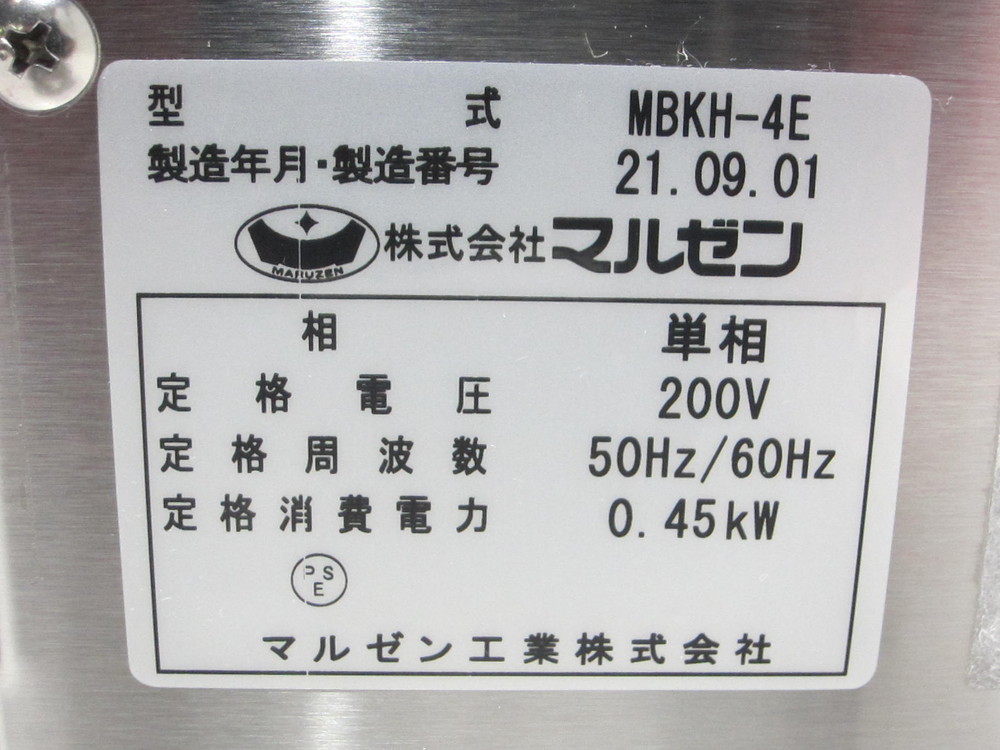 型式 MBKH-4E
製造年月・製造番号 21.09.01
MARUZEN 株式会社マルゼン
相 単相
定格電圧 200V
定格周波数 50Hz/60Hz
定格消費電力 0.45kW
PS
E
マルゼン工業株式会社